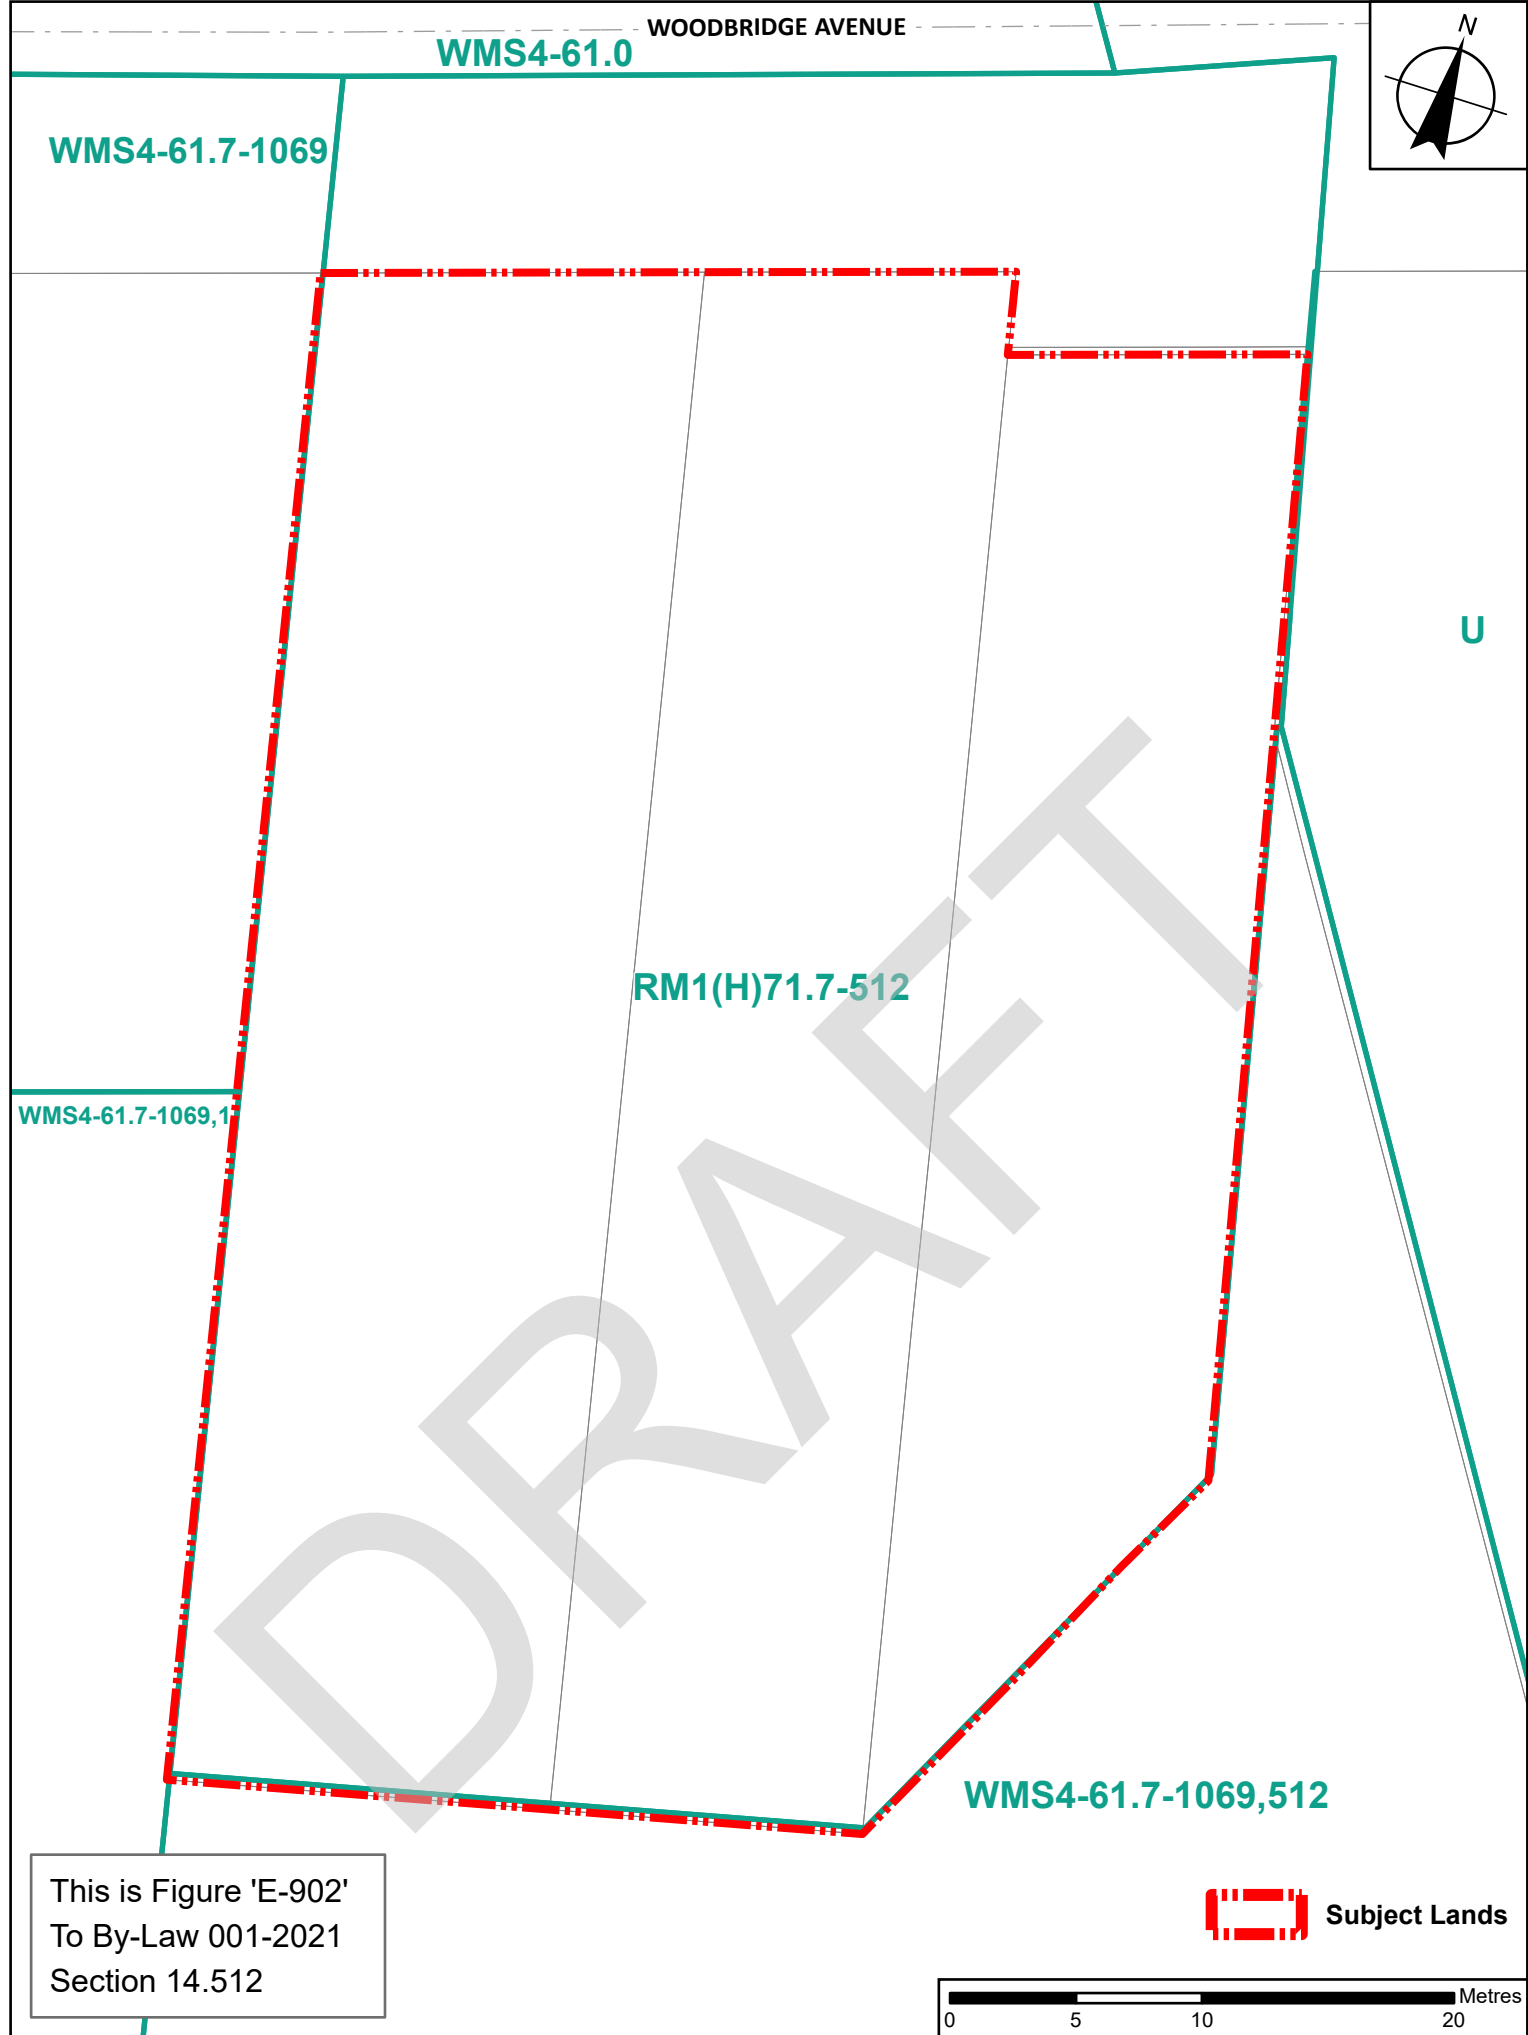 WOODBRIDGE AVENUE
N
WMS4-61.0
WMS4-61.7-1069
U
RM1(H)71.7-512
WMS4-61.7-1069,1
DRAFT
WMS4-61.7-1069,512
This is Figure 'E-902'
To By-Law 001-2021
Section 14.512
Subject Lands
Metres
0 5 10 20